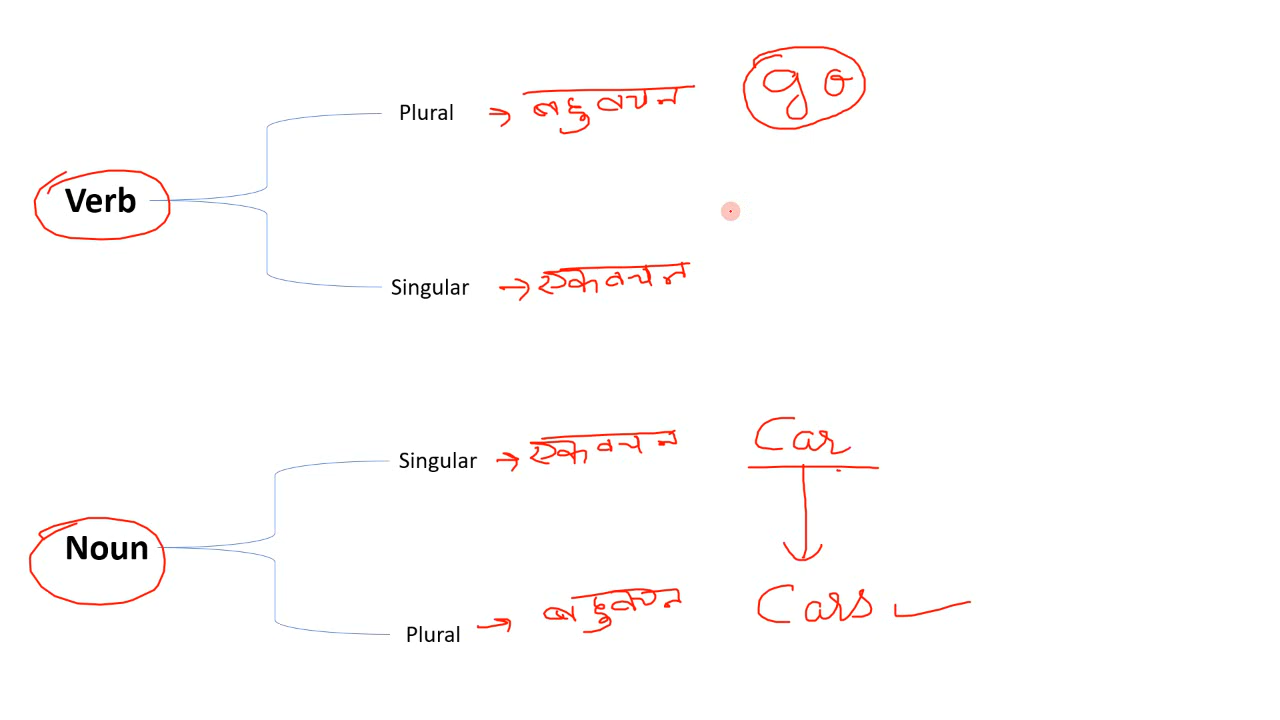 Plural → बहुवचन go
Verb
Singular → एकवचन
Singular → एकवचन Car
Noun
Plural → बहुवचन Cars